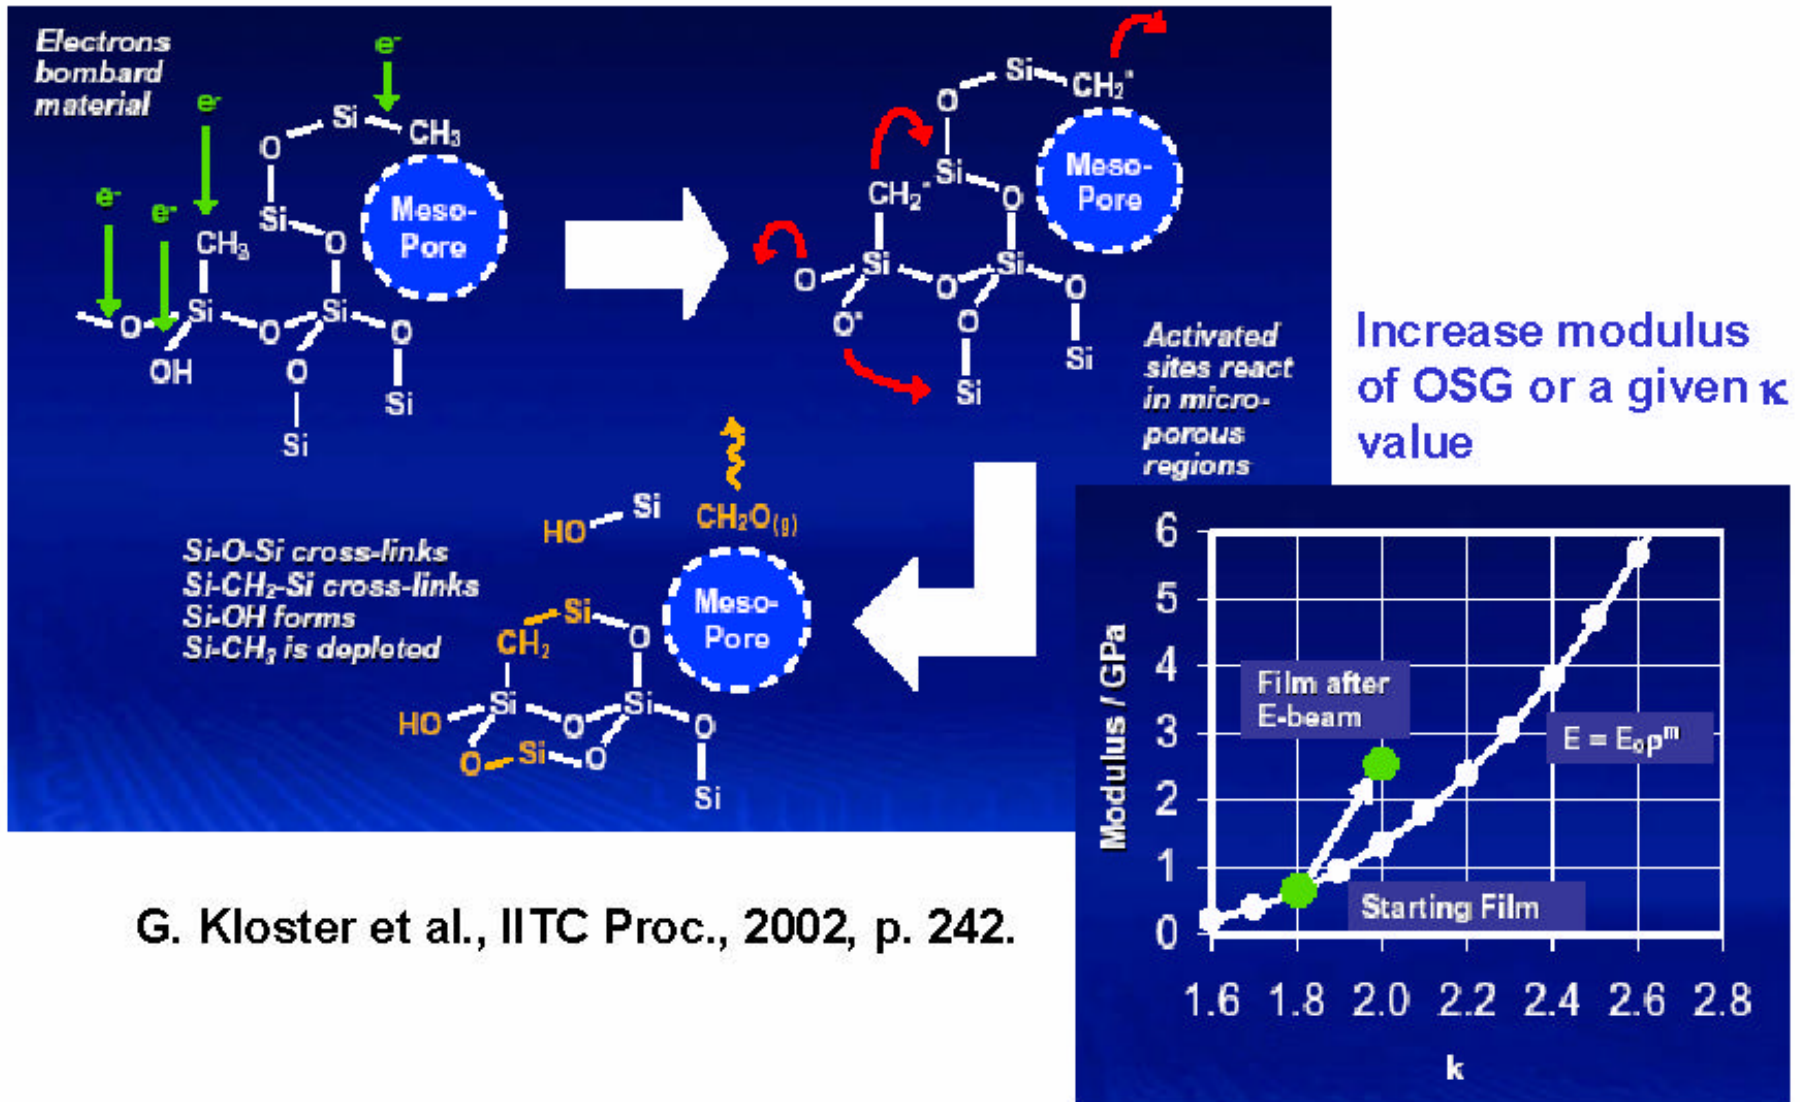 Electrons
bombard
material
e-
e-
e-
e-
Si
CH3
O
Si
CH3
O
Meso-
Pore
O
Si
O
Si
O
OH
O
Si
Si
Si
CH2*
O
Si
CH2*
O
Meso-
Pore
O
Si
O
Si
O
O*
O
Si
Si
Activated
sites react
in micro-
porous
regions
Si-O-Si cross-links
Si-CH2-Si cross-links
Si-OH forms
Si-CH3 is depleted
HO
Si
CH2O(g)
Si
CH2
O
Meso-
Pore
HO
Si
O
Si
O
O
Si
O
Si
Increase modulus
of OSG or a given κ
value
6
5
4
3
2
1
0
Modulus / GPa
Film after
E-beam
E = E0ρ^m
Starting Film
1.6 1.8 2.0 2.2 2.4 2.6 2.8
k
G. Kloster et al., IITC Proc., 2002, p. 242.